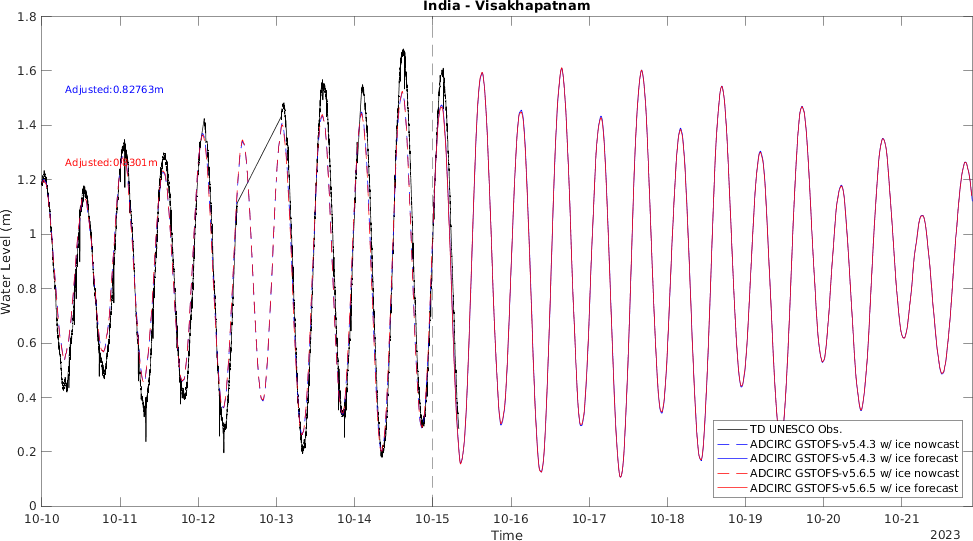 India - Visakhapatnam
1.8
1.6
1.4
1.2
1
0.8
0.6
0.4
0.2
0
Water Level (m)
Adjusted:0.82763m
TD UNESCO Obs.
ADCIRC GSTOFS-v5.4.3 w/ ice nowcast
ADCIRC GSTOFS-v5.4.3 w/ ice forecast
ADCIRC GSTOFS-v5.6.5 w/ ice nowcast
ADCIRC GSTOFS-v5.6.5 w/ ice forecast
10-10 10-11 10-12 10-13 10-14 10-15 10-16 10-17 10-18 10-19 10-20 10-21
Time
2023